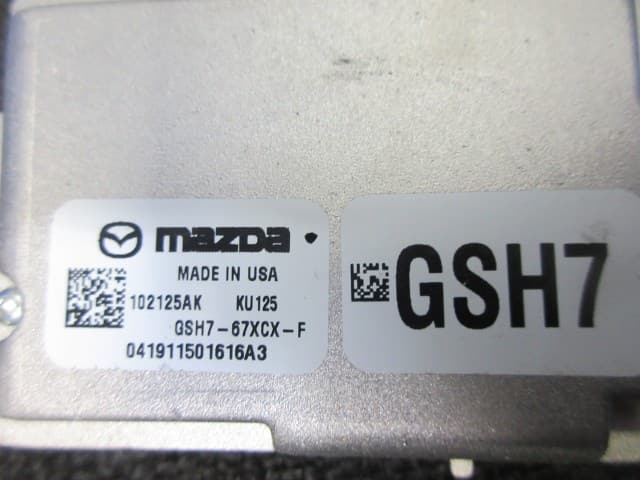 mazDa
MADE IN USA
102125AK KU125
GSH7-67XCX-F
041911501616A3
GSH7